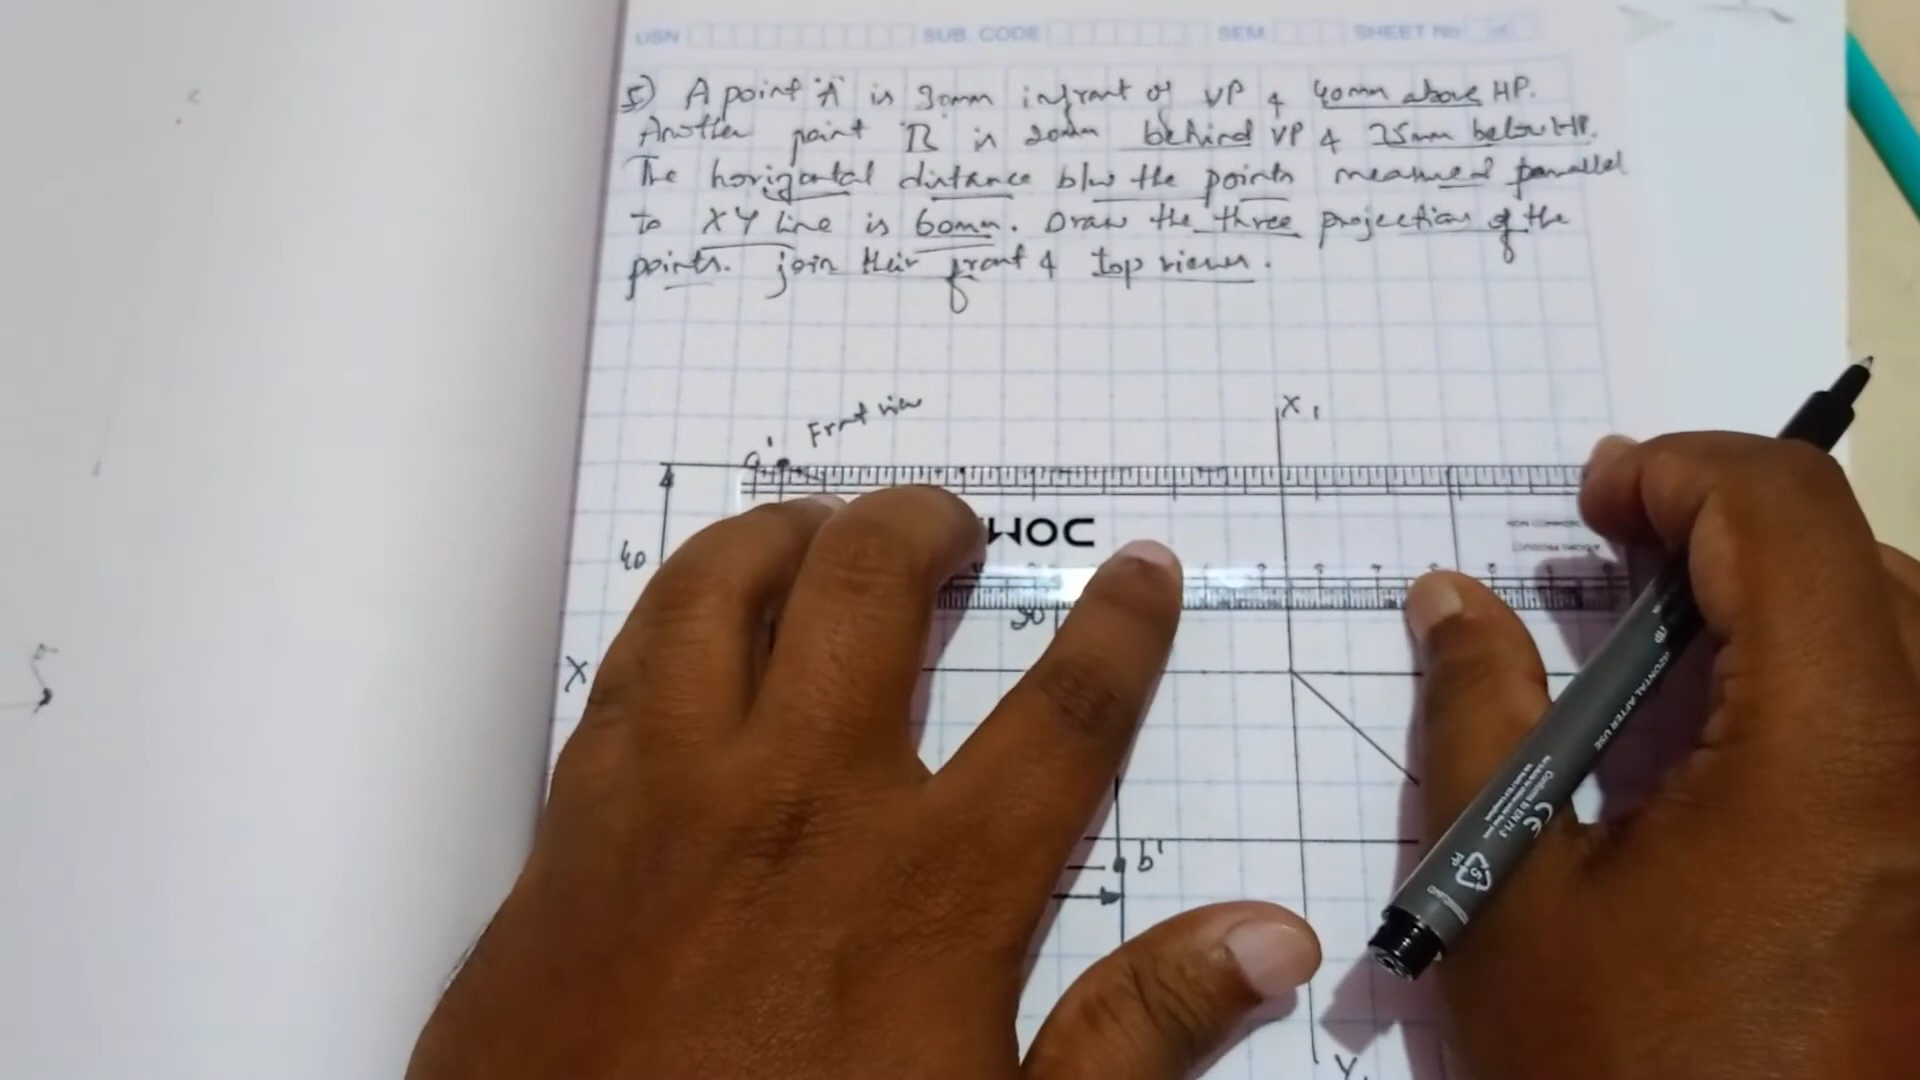 USN SUB. CODE SEM SHEET No
5) A point 'A' is 30mm infront of VP & 40mm above HP.
Another point 'B' is 20mm behind VP & 25mm below HP.
The horizontal distance b/w the points measured parallel
to XY line is 60mm. Draw the three projections of the
points. join their front & top views.
X1
a' Front view
DOM
40
30
X
b'
Y1